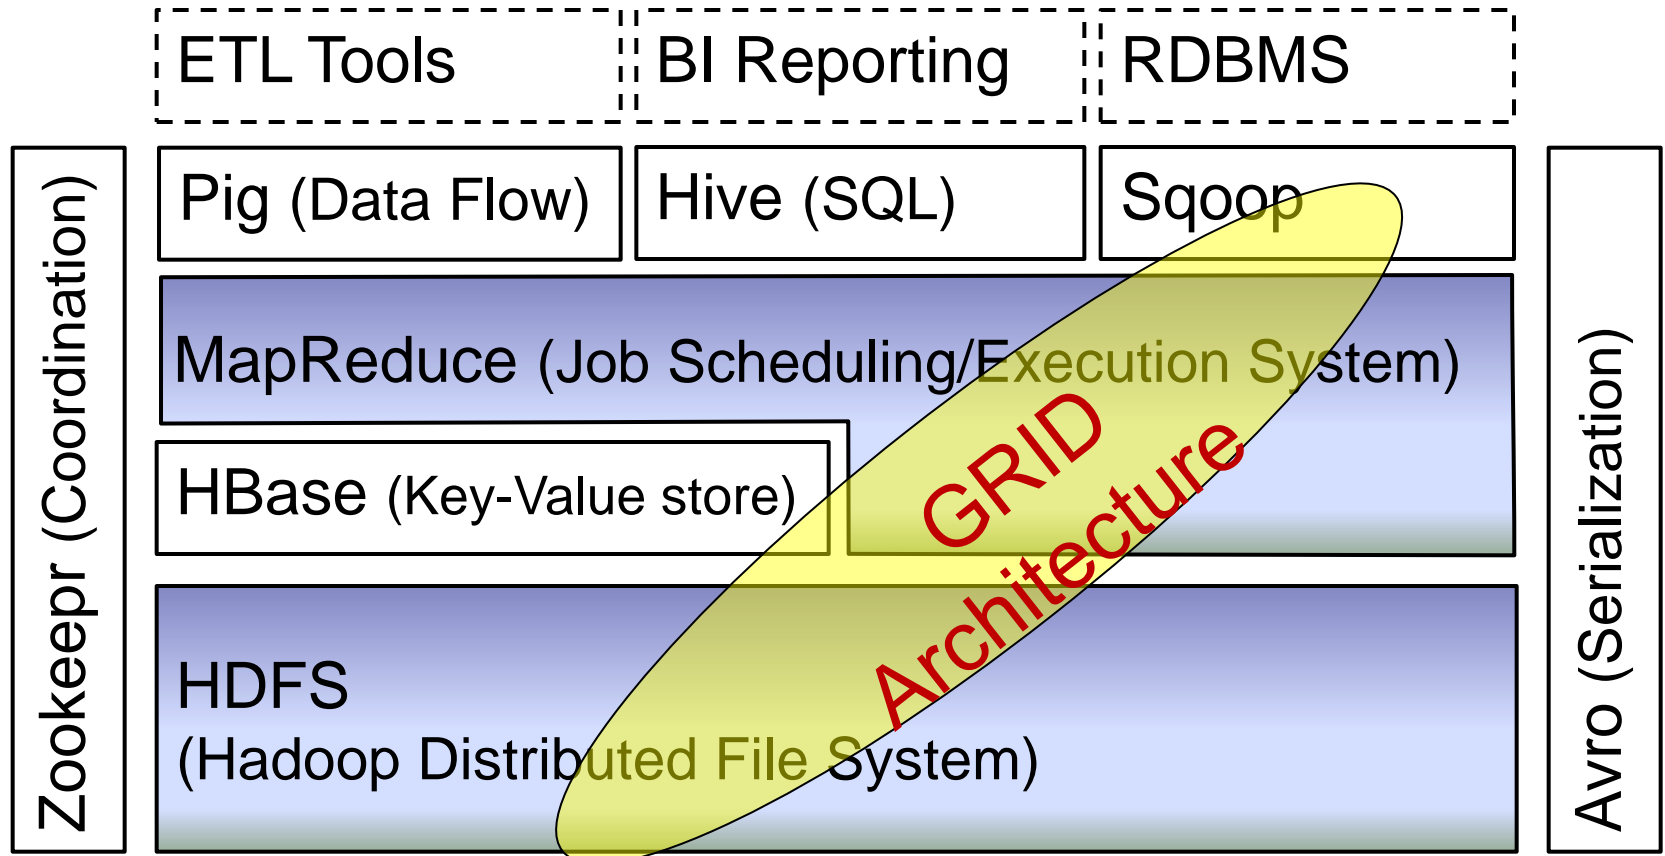 ETL Tools
BI Reporting
RDBMS
Zookeepr (Coordination)
Pig (Data Flow)
Hive (SQL)
Sqoop
MapReduce (Job Scheduling/Execution System)
HBase (Key-Value store)
GRID
Architecture
HDFS
(Hadoop Distributed File System)
Avro (Serialization)